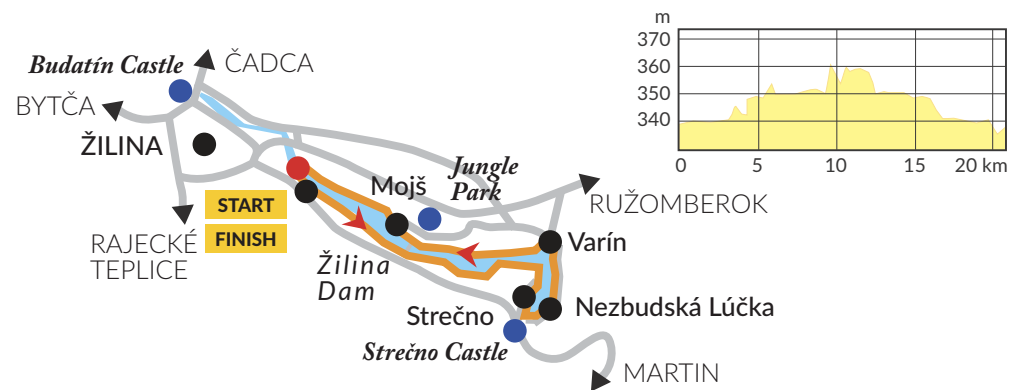 Budatín Castle
ČADCA
BYTČA
ŽILINA
START
FINISH
RAJECKÉ
TEPLICE
Mojš
Jungle
Park
RUŽOMBEROK
Varín
Žilina
Dam
Nezbudská Lúčka
Strečno
Strečno Castle
MARTIN
m
370
360
350
340
0
5
10
15
20 km